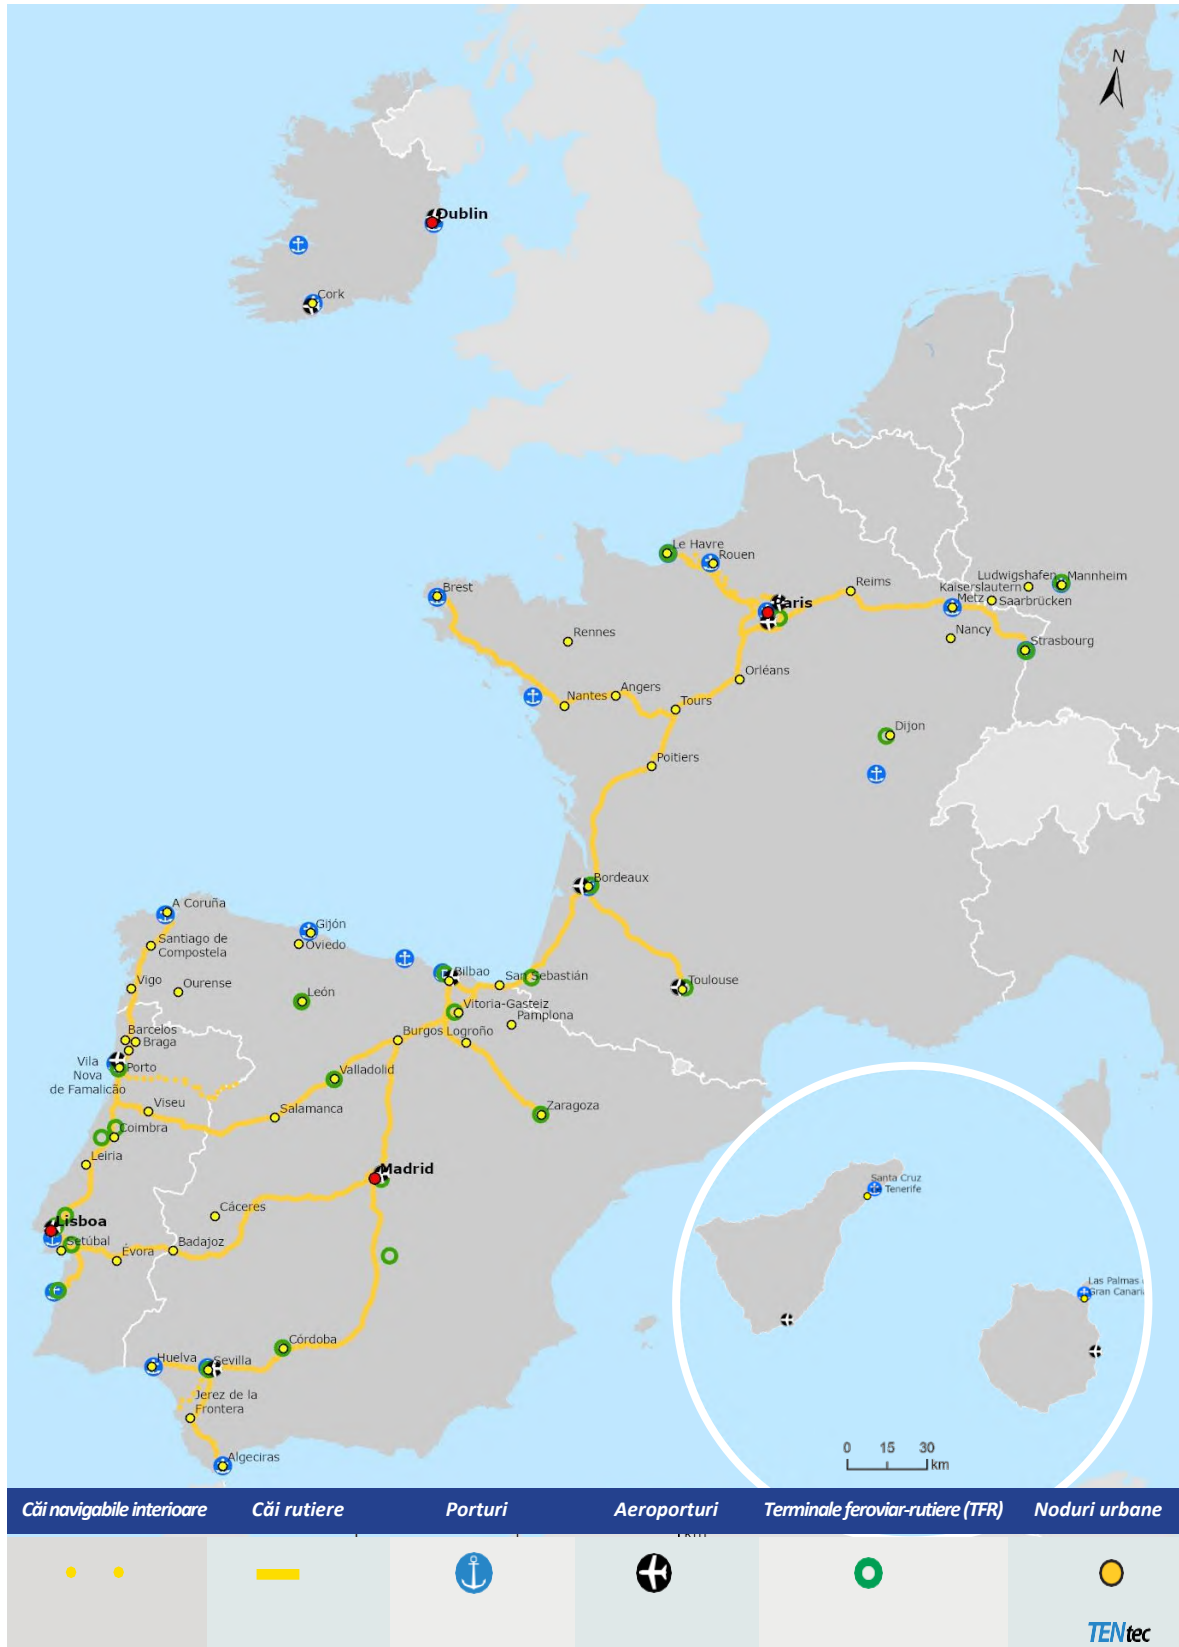 N
Dublin
Cork
Le Havre
Rouen
Brest
Paris
Reims
Ludwigshafen
Mannheim
Kaiserslautern
Metz
Saarbrücken
Nancy
Strasbourg
Rennes
Orléans
Angers
Nantes
Tours
Dijon
Poitiers
Bordeaux
A Coruña
Gijón
Santiago de
Compostela
Oviedo
Bilbao
San Sebastián
Toulouse
Vigo
Ourense
León
Vitoria-Gasteiz
Pamplona
Barcelos
Braga
Burgos
Logroño
Vila
Nova
de Famalicão
Porto
Valladolid
Viseu
Salamanca
Zaragoza
Coimbra
Leiria
Madrid
Santa Cruz
Tenerife
Cáceres
Lisboa
Setúbal
Évora
Badajoz
Las Palmas
Gran Canari
Córdoba
Huelva
Sevilla
Jerez de la
Frontera
Algeciras
0 15 30
km
Căi navigabile interioare Căi rutiere Porturi Aeroporturi Terminale feroviar-rutiere (TFR) Noduri urbane
TENtec